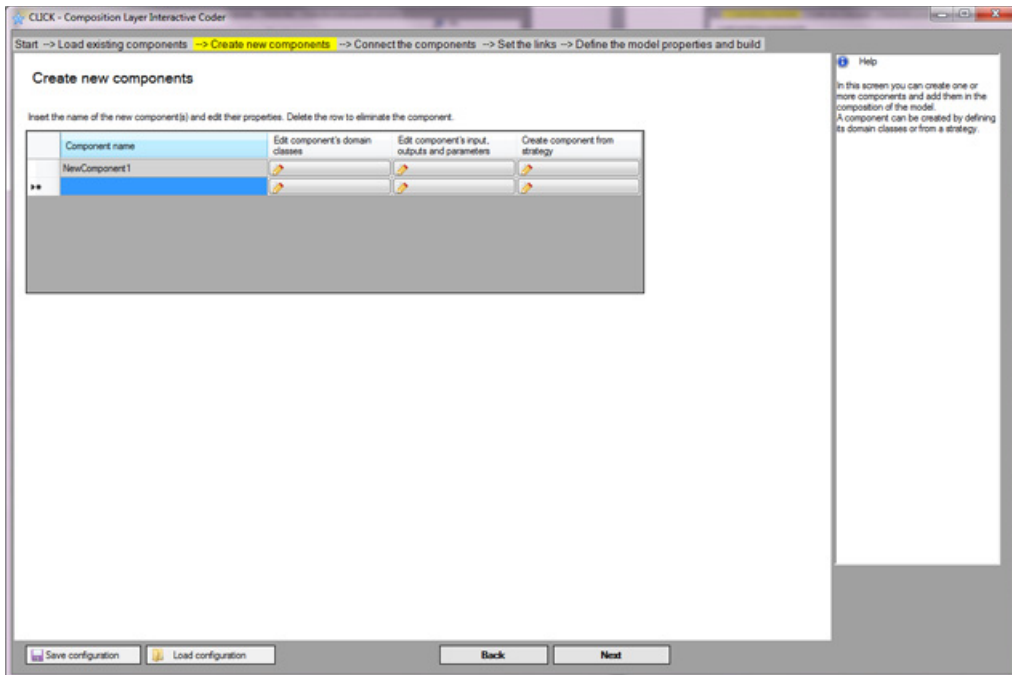 CLICK - Composition Layer Interactive Coder
Start --> Load existing components --> Create new components --> Connect the components --> Set the links --> Define the model properties and build
Create new components
Insert the name of the new component(s) and edit their properties. Delete the row to eliminate the component.
Component name
Edit component's domain
classes
Edit component's input,
outputs and parameters
Create component from
strategy
NewComponent1
Help
In this screen you can create one or
more components and add them in the
composition of the model.
A component can be created by defining
its domain classes or from a strategy.
Save configuration
Load configuration
Back
Next